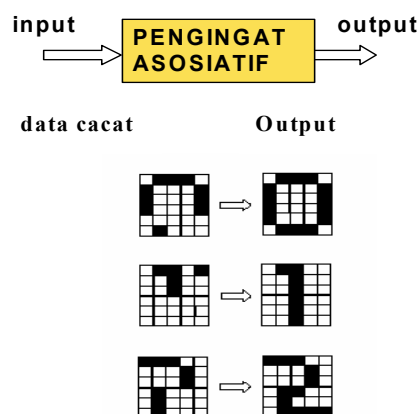 input
output
PENGINGAT
ASOSIATIF
data cacat
Output